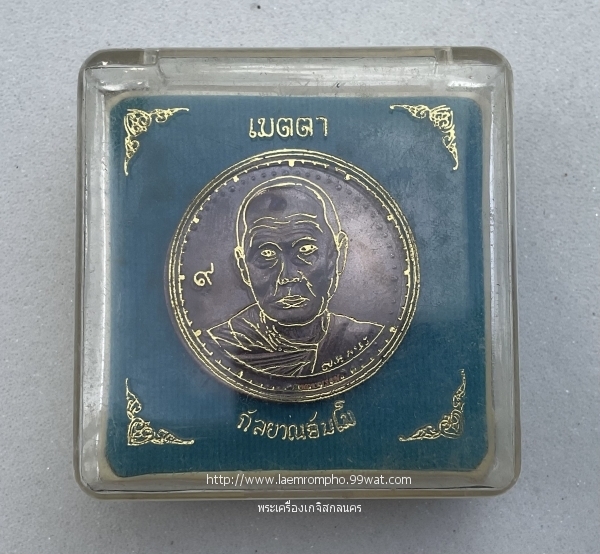 เมตตา
๙
กัลยาณธมฺโม
http://www.laemrompho.99wat.com
พระเครื่องเกจิสกลนคร